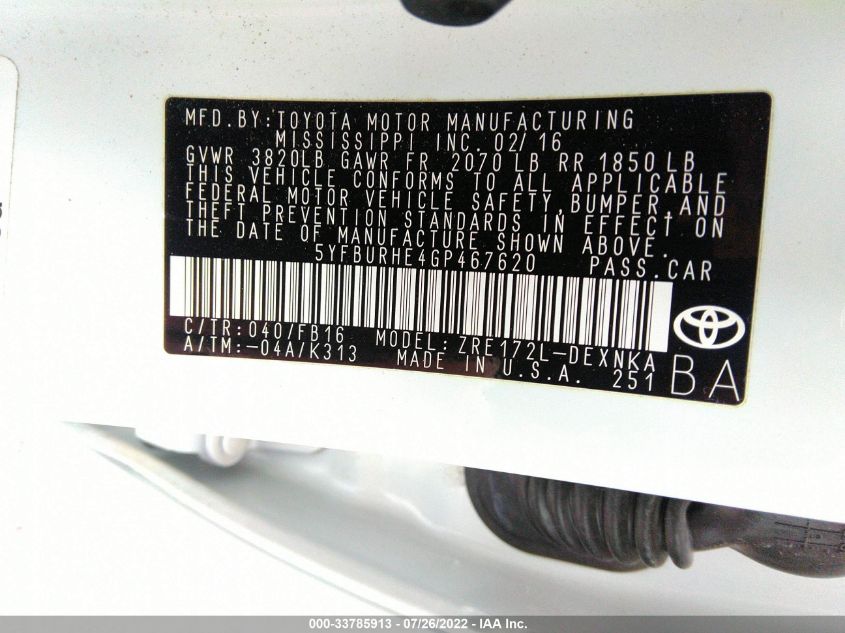 MFD.BY:TOYOTA MOTOR MANUFACTURING
MISSISSIPPI INC. 02/16
GVWR 3820LB GAWR FR 2070 LB RR 1850 LB
THIS VEHICLE CONFORMS TO ALL APPLICABLE
FEDERAL MOTOR VEHICLE SAFETY, BUMPER, AND
THEFT PREVENTION STANDARDS IN EFFECT ON
THE DATE OF MANUFACTURE SHOWN ABOVE.
5YFBURHE4GP467620 PASS.CAR
C/TR:040/FB16 MODEL:ZRE172L-DEXNKA
A/TM:-04A/K313 MADE IN U.S.A. 251
BA
000-33785913 - 07/26/2022 - IAA Inc.